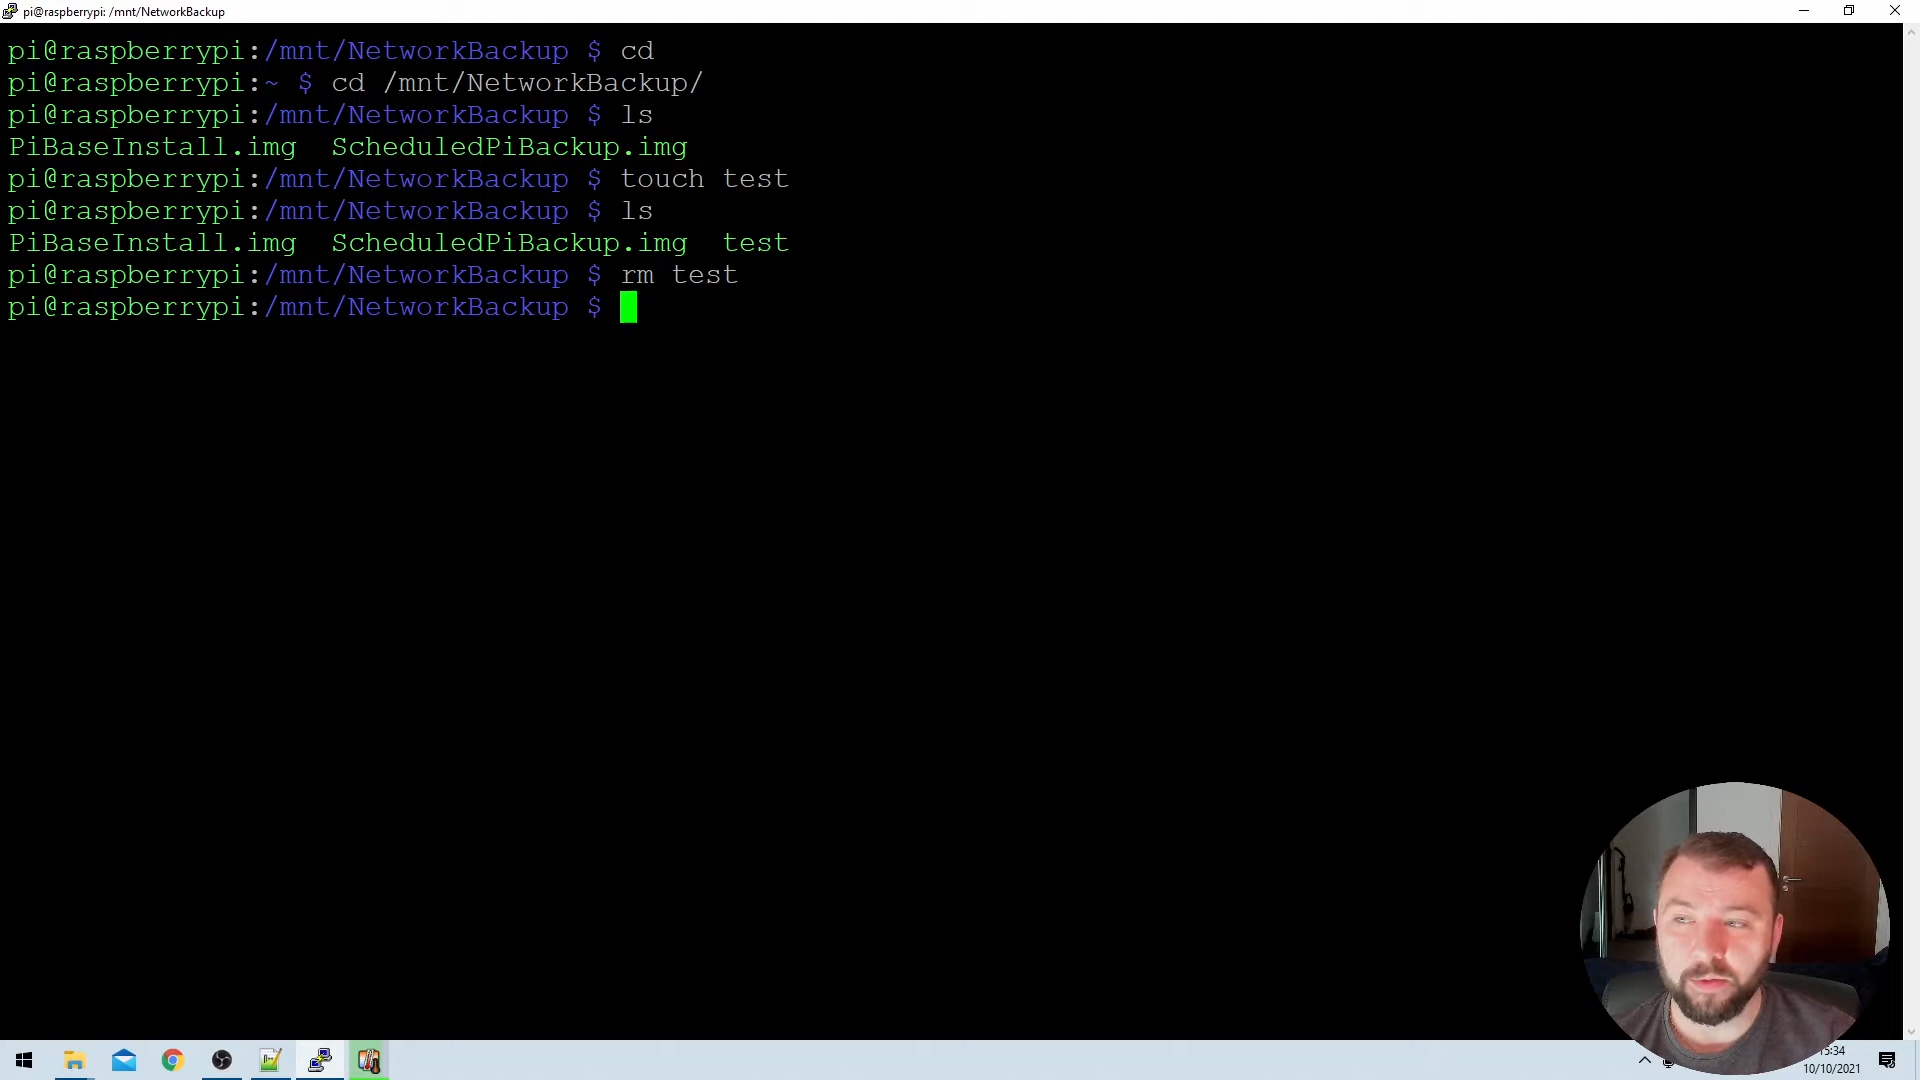 pi@raspberrypi: /mnt/NetworkBackup
pi@raspberrypi:/mnt/NetworkBackup $ cd
pi@raspberrypi:~ $ cd /mnt/NetworkBackup/
pi@raspberrypi:/mnt/NetworkBackup $ ls
PiBaseInstall.img  ScheduledPiBackup.img
pi@raspberrypi:/mnt/NetworkBackup $ touch test
pi@raspberrypi:/mnt/NetworkBackup $ ls
PiBaseInstall.img  ScheduledPiBackup.img  test
pi@raspberrypi:/mnt/NetworkBackup $ rm test
pi@raspberrypi:/mnt/NetworkBackup $
15:34
10/10/2021